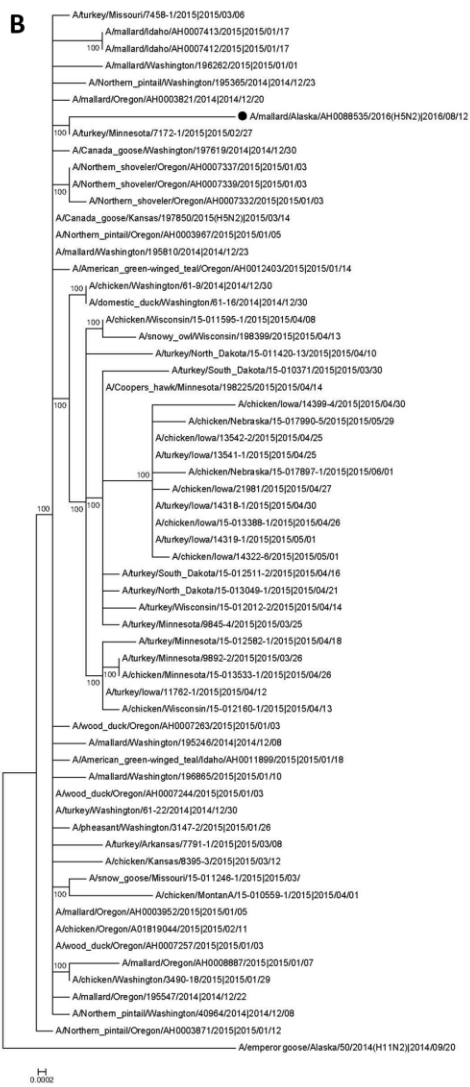 B
A/turkey/Missouri/7458-1/2015|2015/03/06
A/mallard/Idaho/AH0007413/2015|2015/01/17
100
A/mallard/Idaho/AH0007412/2015|2015/01/17
A/mallard/Washington/196262/2015|2015/01/01
A/Northern_pintail/Washington/195365/2014|2014/12/23
A/mallard/Oregon/AH0003821/2014|2014/12/20
A/mallard/Alaska/AH0088535/2016(H5N2)|2016/08/12
100
A/turkey/Minnesota/7172-1/2015|2015/02/27
A/Canada_goose/Washington/197619/2014|2014/12/30
A/Northern_shoveler/Oregon/AH0007337/2015|2015/01/03
A/Northern_shoveler/Oregon/AH0007339/2015|2015/01/03
100
A/Northern_shoveler/Oregon/AH0007332/2015|2015/01/03
A/Canada_goose/Kansas/197850/2015(H5N2)|2015/03/14
A/Northern_pintail/Oregon/AH0003967/2015|2015/01/05
A/mallard/Washington/195810/2014|2014/12/23
A/American_green-winged_teal/Oregon/AH0012403/2015|2015/01/14
A/chicken/Washington/61-9/2014|2014/12/30
100
A/domestic_duck/Washington/61-16/2014|2014/12/30
A/chicken/Wisconsin/15-011595-1/2015|2015/04/08
100
A/snowy_owl/Wisconsin/198399/2015|2015/04/13
A/turkey/North_Dakota/15-011420-13/2015|2015/04/10
A/turkey/South_Dakota/15-010371/2015|2015/03/30
A/Coopers_hawk/Minnesota/198225/2015|2015/04/14
100
A/chicken/Iowa/14399-4/2015|2015/04/30
A/chicken/Nebraska/15-017990-5/2015|2015/05/29
A/chicken/Iowa/13542-2/2015|2015/04/25
A/turkey/Iowa/13541-1/2015|2015/04/25
100
A/chicken/Nebraska/15-017897-1/2015|2015/06/01
A/chicken/Iowa/21981/2015|2015/04/27
A/turkey/Iowa/14318-1/2015|2015/04/30
100
100 100
A/chicken/Iowa/15-013388-1/2015|2015/04/26
A/turkey/Iowa/14319-1/2015|2015/05/01
A/chicken/Iowa/14322-6/2015|2015/05/01
A/turkey/South_Dakota/15-012511-2/2015|2015/04/16
A/turkey/North_Dakota/15-013049-1/2015|2015/04/21
A/turkey/Wisconsin/15-012012-2/2015|2015/04/14
A/turkey/Minnesota/9845-4/2015|2015/03/25
A/turkey/Minnesota/15-012582-1/2015|2015/04/18
A/turkey/Minnesota/9892-2/2015|2015/03/26
100
A/chicken/Minnesota/15-013533-1/2015|2015/04/26
100
A/turkey/Iowa/11762-1/2015|2015/04/12
A/chicken/Wisconsin/15-012160-1/2015|2015/04/13
A/wood_duck/Oregon/AH0007263/2015|2015/01/03
A/mallard/Washington/195246/2014|2014/12/08
A/American_green-winged_teal/Idaho/AH0011899/2015|2015/01/18
A/mallard/Washington/196865/2015|2015/01/10
A/wood_duck/Oregon/AH0007244/2015|2015/01/03
A/turkey/Washington/61-22/2014|2014/12/30
A/pheasant/Washington/3147-2/2015|2015/01/26
A/turkey/Arkansas/7791-1/2015|2015/03/08
A/chicken/Kansas/8395-3/2015|2015/03/12
A/snow_goose/Missouri/15-011246-1/2015|2015/03/
100
A/chicken/MontanA/15-010559-1/2015|2015/04/01
A/mallard/Oregon/AH0003952/2015|2015/01/05
A/chicken/Oregon/A01819044/2015|2015/02/11
A/wood_duck/Oregon/AH0007257/2015|2015/01/03
A/mallard/Oregon/AH0008887/2015|2015/01/07
100
A/chicken/Washington/3490-18/2015|2015/01/29
A/mallard/Oregon/195547/2014|2014/12/22
A/Northern_pintail/Washington/40964/2014|2014/12/08
A/Northern_pintail/Oregon/AH0003871/2015|2015/01/12
A/emperor goose/Alaska/50/2014(H11N2)|2014/09/20
0.0002